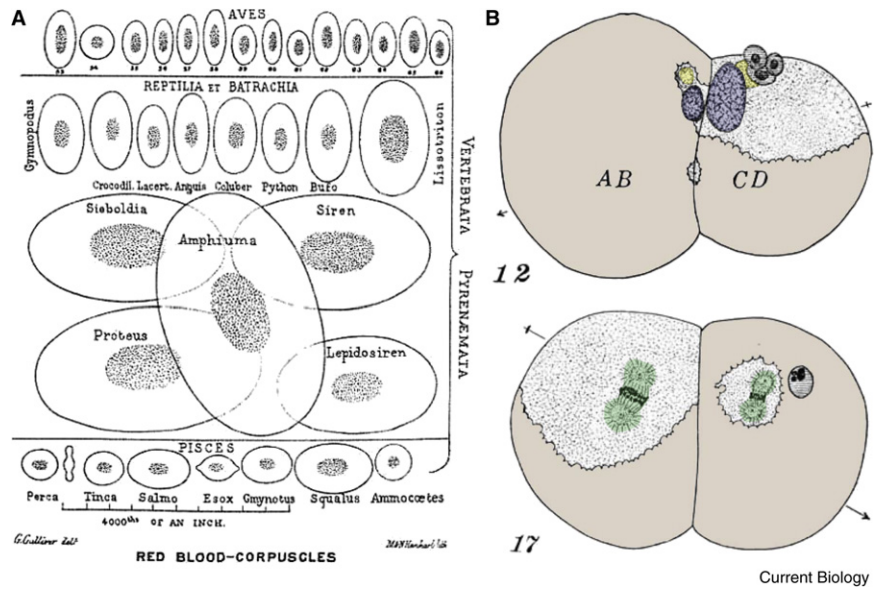 A
AVES
REPTILIA ET BATRACHIA
Gymnopodus
Lissotriton
Crocodil. Lacert. Anguis Coluber Python Bufo
Sieboldia
Siren
Amphiuma
Proteus
Lepidosiren
VERTEBRATA
PYRENÆMATA
PISCES
Perca Tinca Salmo Esox Gmynotus Squalus Ammocœtes
4000ths OF AN INCH.
G. Gulliver delt
RED BLOOD-CORPUSCLES
B
AB
CD
12
17
Current Biology